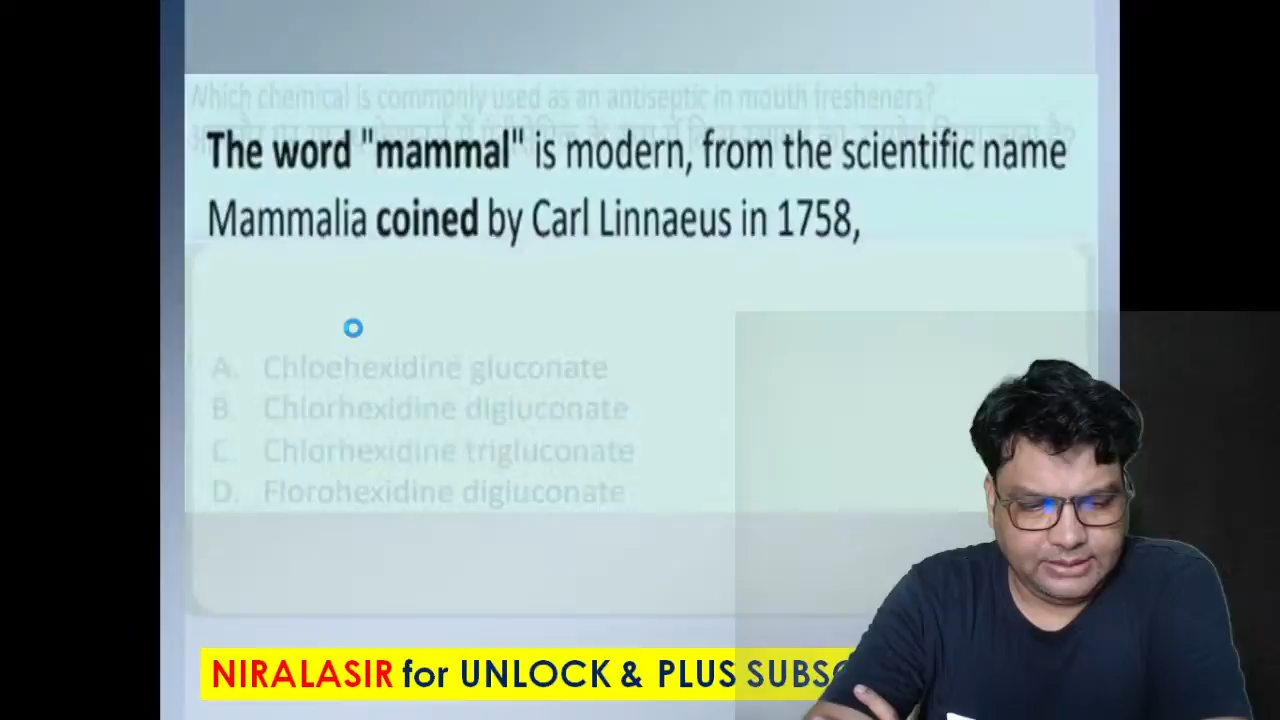 Which chemical is commonly used as an antiseptic in mouth fresheners?
The word "mammal" is modern, from the scientific name
Mammalia coined by Carl Linnaeus in 1758,
A. Chloehexidine gluconate
B. Chlorhexidine digluconate
C. Chlorhexidine trigluconate
D. Florohexidine digluconate
NIRALASIR for UNLOCK & PLUS